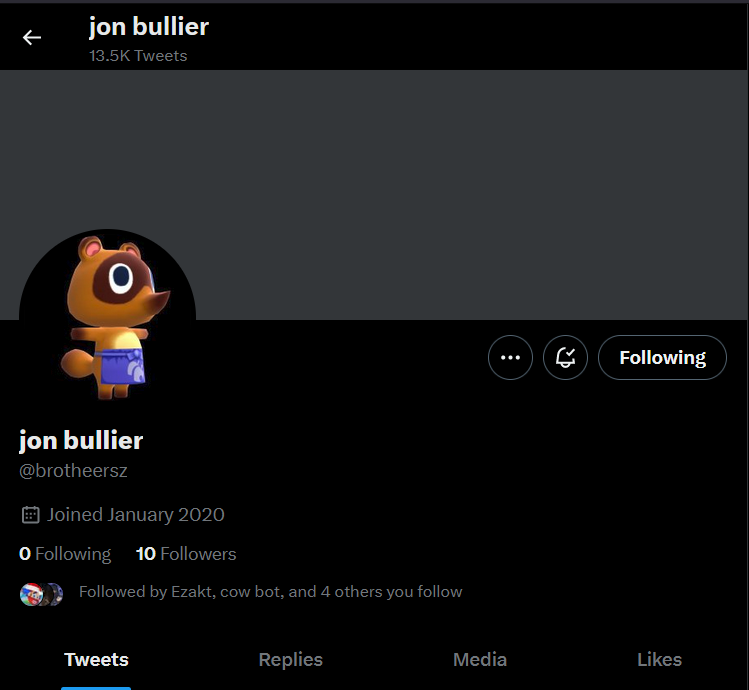 jon bullier
13.5K Tweets
Following
jon bullier
@brotheersz
Joined January 2020
0 Following 10 Followers
Followed by Ezakt, cow bot, and 4 others you follow
Tweets Replies Media Likes